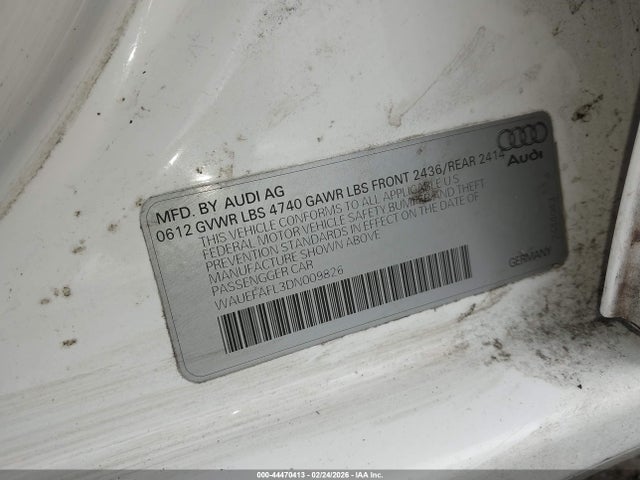 MFD. BY AUDI AG
0612 GVWR LBS 4740 GAWR LBS FRONT 2436/REAR 2414
THIS VEHICLE CONFORMS TO ALL APPLICABLE U.S.
FEDERAL MOTOR VEHICLE SAFETY BUMPER AND THEFT
PREVENTION STANDARDS IN EFFECT ON THE DATE OF
MANUFACTURE SHOWN ABOVE
PASSENGER CAR
WAUEFAFL3DN009826
Audi
GERMANY
000-44470413 - 02/24/2026 - COPYRIGHT IAA, LLC.